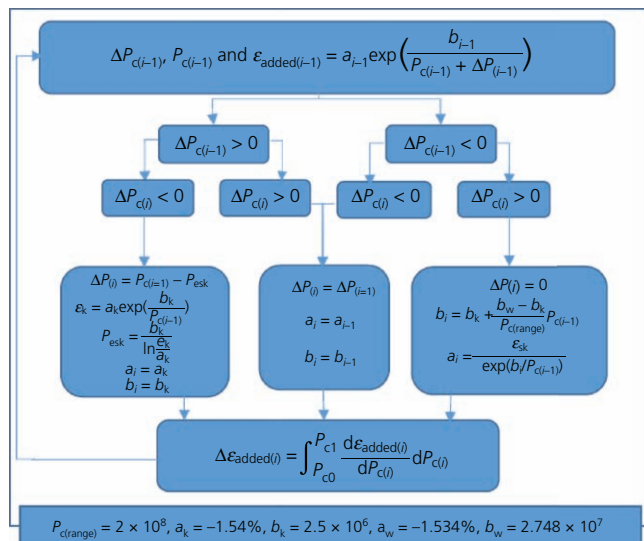 ΔP_c(i−1), P_c(i−1) and ε_added(i−1) = a_i−1 exp(b_i−1 / (P_c(i−1) + ΔP_(i−1)))
ΔP_c(i−1) > 0
ΔP_c(i−1) < 0
ΔP_c(i) < 0
ΔP_c(i) > 0
ΔP_c(i) < 0
ΔP_c(i) > 0
ΔP_(i) = P_c(i=1) − P_esk
ε_k = a_k exp(b_k / P_c(i−1))
P_esk = b_k / ln(e_k / a_k)
a_i = a_k
b_i = b_k
ΔP_(i) = ΔP_(i=1)
a_i = a_i−1
b_i = b_i−1
ΔP(i) = 0
b_i = b_k + (b_w − b_k) / P_c(range) P_c(i−1)
a_i = ε_sk / exp(b_i/P_c(i−1))
Δε_added(i) = ∫_P_c0^P_c1 dε_added(i) / dP_c(i) dP_c(i)
P_c(range) = 2 × 10^8, a_k = −1.54%, b_k = 2.5 × 10^6, a_w = −1.534%, b_w = 2.748 × 10^7